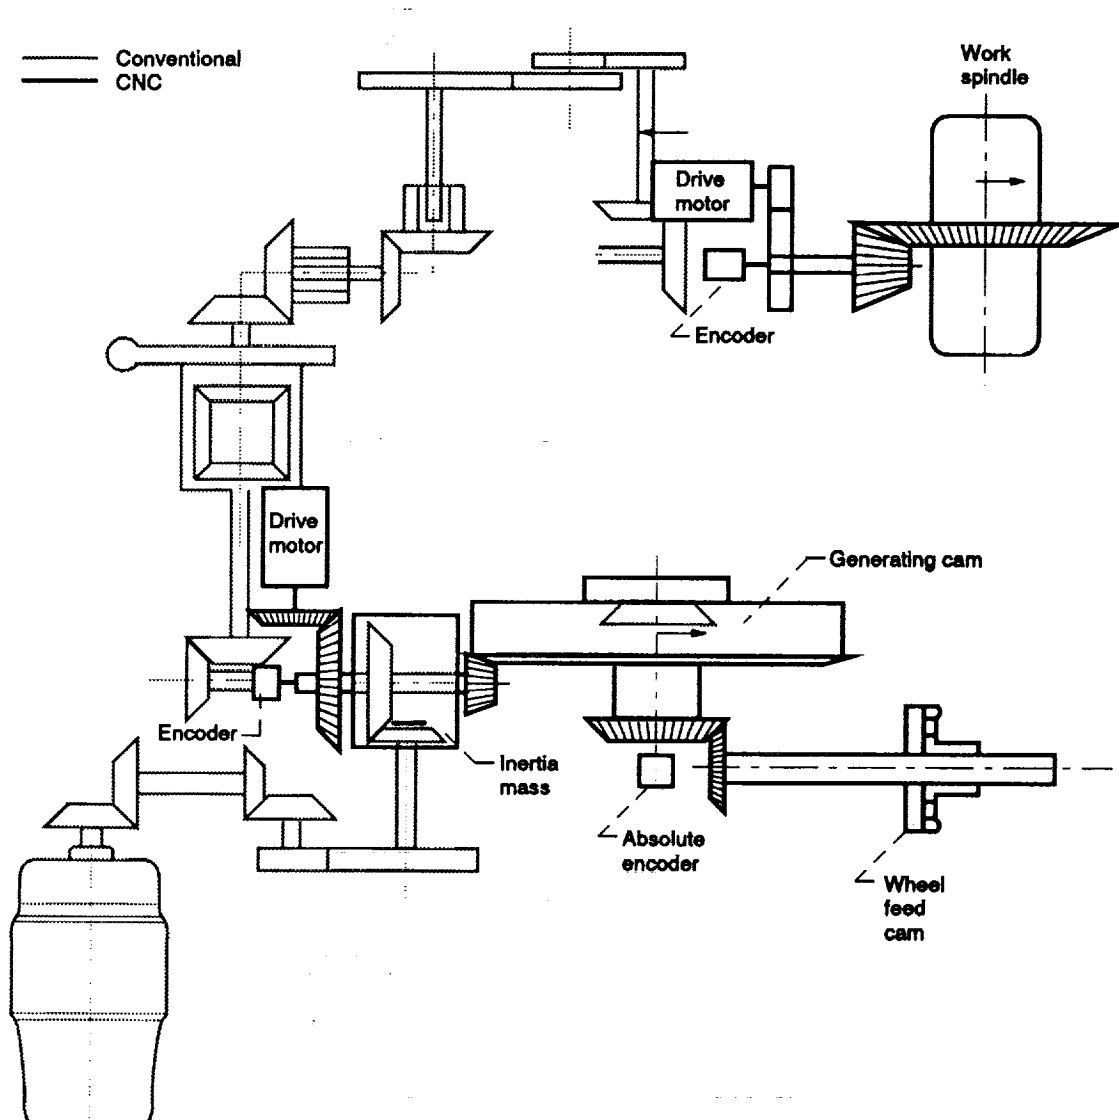 Conventional
CNC
Work
spindle
Drive
motor
Encoder
Drive
motor
Generating cam
Encoder
Inertia
mass
Absolute
encoder
Wheel
feed
cam